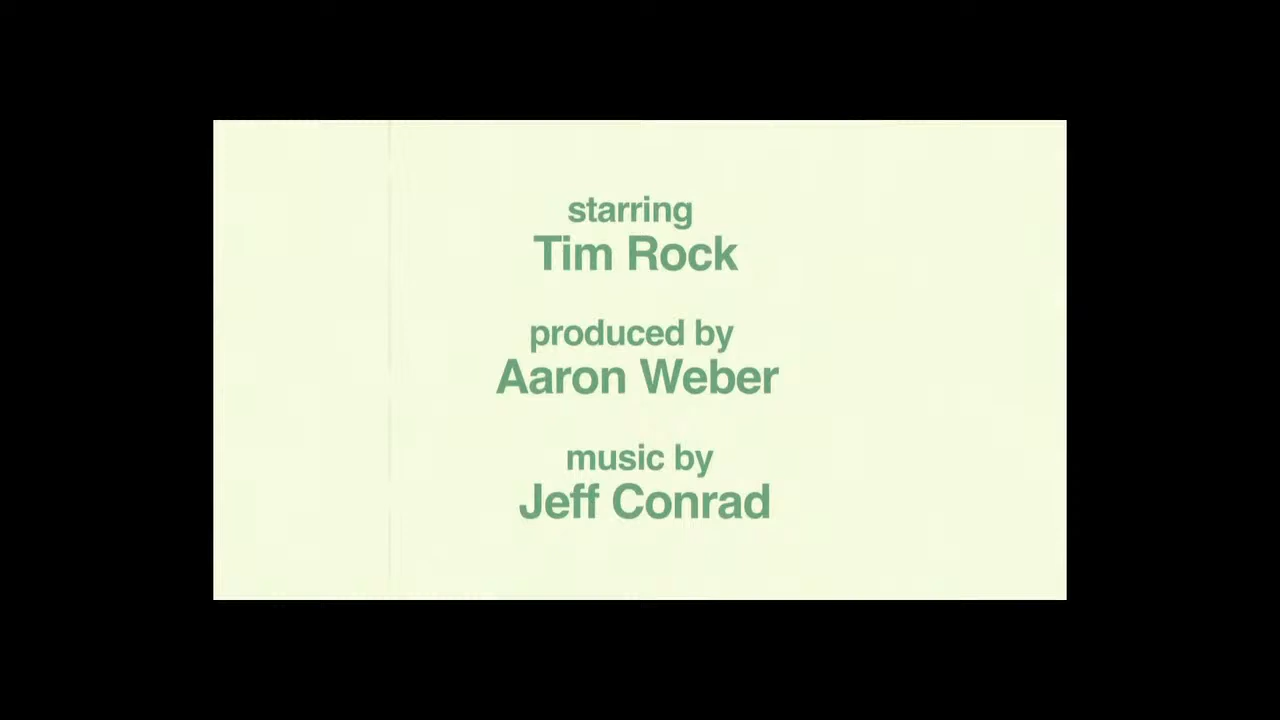 starring
Tim Rock
produced by
Aaron Weber
music by
Jeff Conrad